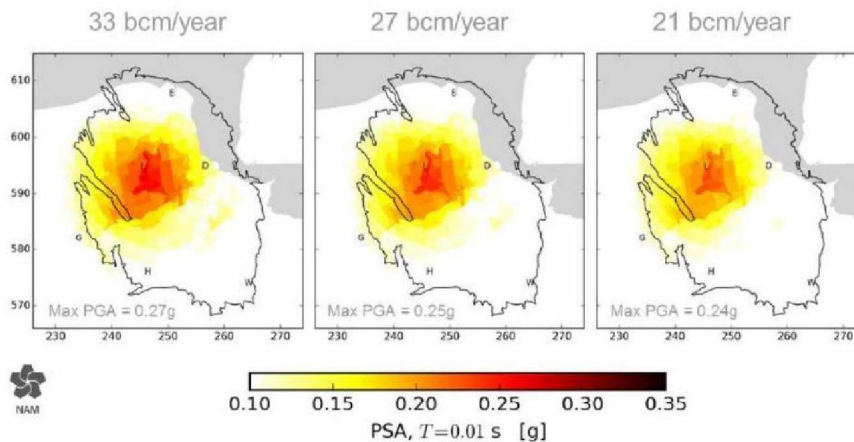 33 bcm/year 27 bcm/year 21 bcm/year
615
610
600
590
580
570
E
L
D
G
H
W
Max PGA = 0.27g
230 240 250 260 270
E
L
D
G
H
W
Max PGA = 0.25g
230 240 250 260 270
E
L
D
G
H
W
Max PGA = 0.24g
230 240 250 260 270
NAM
0.10 0.15 0.20 0.25 0.30 0.35
PSA, T=0.01 s [g]